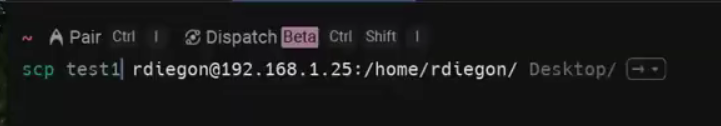 ~ Pair Ctrl I Dispatch Beta Ctrl Shift I
scp test1 rdiegon@192.168.1.25:/home/rdiegon/ Desktop/